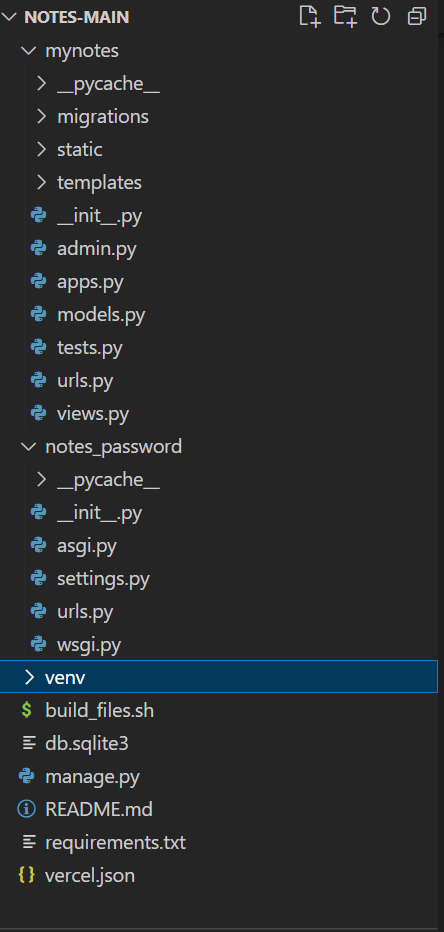 NOTES-MAIN
mynotes
__pycache__
migrations
static
templates
__init__.py
admin.py
apps.py
models.py
tests.py
urls.py
views.py
notes_password
__pycache__
__init__.py
asgi.py
settings.py
urls.py
wsgi.py
venv
$ build_files.sh
db.sqlite3
manage.py
README.md
requirements.txt
{} vercel.json